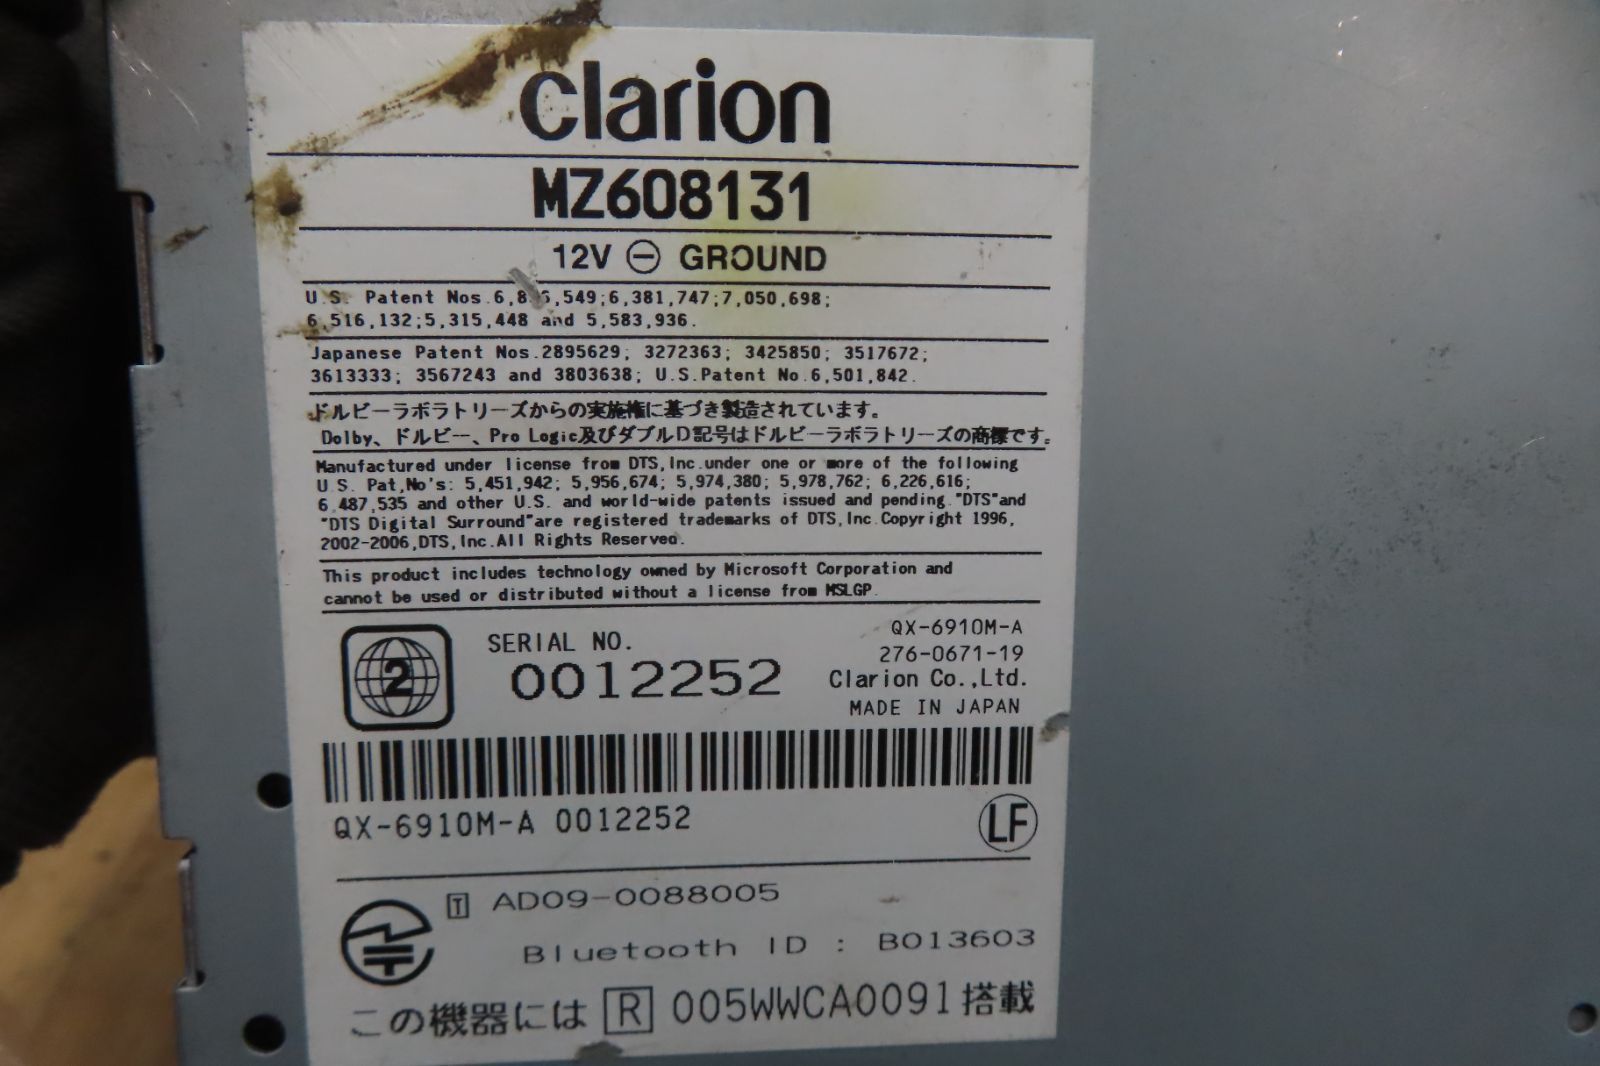 Clarion
MZ608131
12V ⊖ GROUND
U.S. Patent Nos.6,8 6,549;6,381,747;7,050,698;
6,516,132;5,315,448 and 5,583,936.
Japanese Patent Nos.2895629; 3272363; 3425850; 3517672;
3613333; 3567243 and 3803638; U.S.Patent No.6,501,842.
ドルビーラボラトリーズからの実施権に基づき製造されています。
Dolby、ドルビー、Pro Logic及びダブルD記号はドルビーラボラトリーズの商標です。
Manufactured under license from DTS,Inc.under one or more of the following
U.S. Pat,No's: 5,451,942; 5,956,674; 5,974,380; 5,978,762; 6,226,616;
6,487,535 and other U.S. and world-wide patents issued and pending."DTS"and
"DTS Digital Surround"are registered trademarks of DTS,Inc.Copyright 1996,
2002-2006,DTS,Inc.All Rights Reserved.
This product includes technology owned by Microsoft Corporation and
cannot be used or distributed without a license from MSLGP.
2
SERIAL NO.
0012252
QX-6910M-A
276-0671-19
Clarion Co.,Ltd.
MADE IN JAPAN
QX-6910M-A 0012252
LF
T AD09-0088005
Bluetooth ID : B013603
この機器には R 005WWCA0091搭載